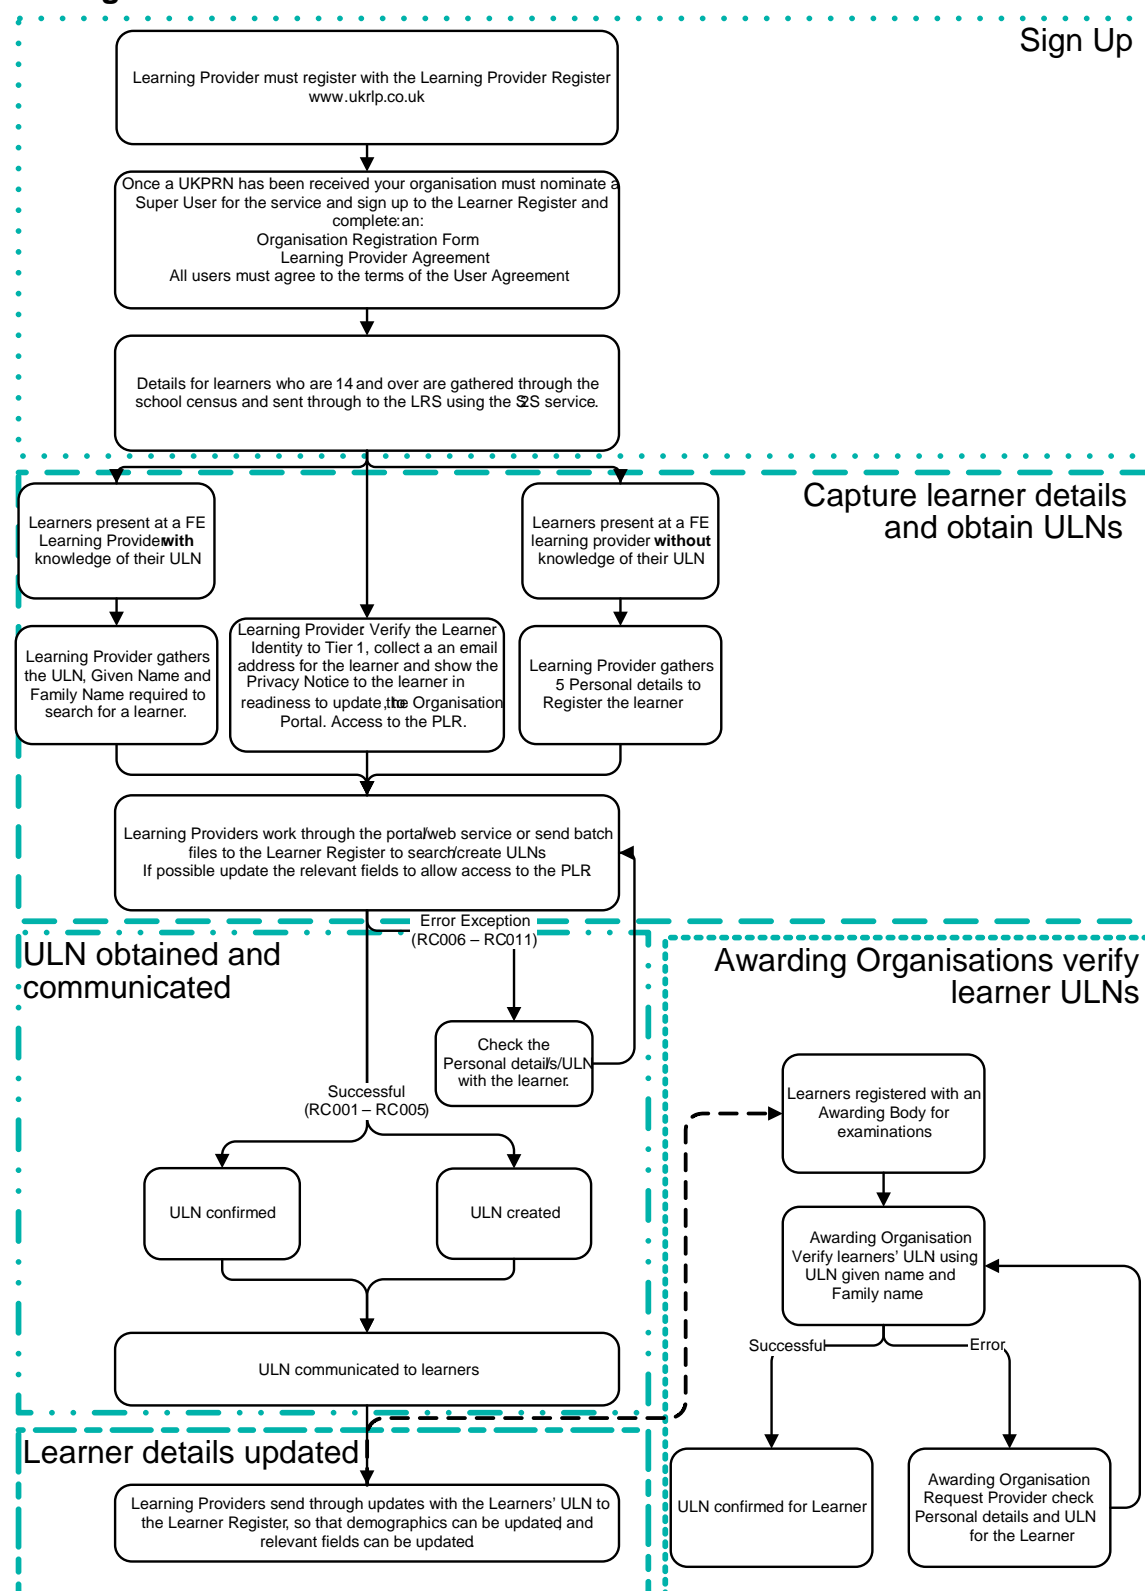 Sign Up
Learning Provider must register with the Learning Provider Register
www.ukrlp.co.uk
Once a UKPRN has been received your organisation must nominate a
Super User for the service and sign up to the Learner Register and
complete an:
Organisation Registration Form
Learning Provider Agreement
All users must agree to the terms of the User Agreement
Details for learners who are 14 and over are gathered through the
school census and sent through to the LRS using the S2S service.
Capture learner details
and obtain ULNs
Learners present at a FE
Learning Provider with
knowledge of their ULN
Learners present at a FE
learning provider without
knowledge of their ULN
Learning Provider gathers
the ULN, Given Name and
Family Name required to
search for a learner.
Learning Provider. Verify the Learner
Identity to Tier 1, collect a an email
address for the learner and show the
Privacy Notice to the learner in
readiness to update, the Organisation
Portal. Access to the PLR.
Learning Provider gathers
5 Personal details to
Register the learner
Learning Providers work through the portal/web service or send batch
files to the Learner Register to search/create ULNs
If possible update the relevant fields to allow access to the PLR
Error Exception
(RC006 – RC011)
ULN obtained and
communicated
Check the
Personal details/ULN
with the learner.
Successful
(RC001 – RC005)
ULN confirmed
ULN created
ULN communicated to learners
Awarding Organisations verify
learner ULNs
Learners registered with an
Awarding Body for
examinations
Awarding Organisation
Verify learners' ULN using
ULN given name and
Family name
Successful
Error
ULN confirmed for Learner
Awarding Organisation
Request Provider check
Personal details and ULN
for the Learner
Learner details updated
Learning Providers send through updates with the Learners' ULN to
the Learner Register, so that demographics can be updated and
relevant fields can be updated